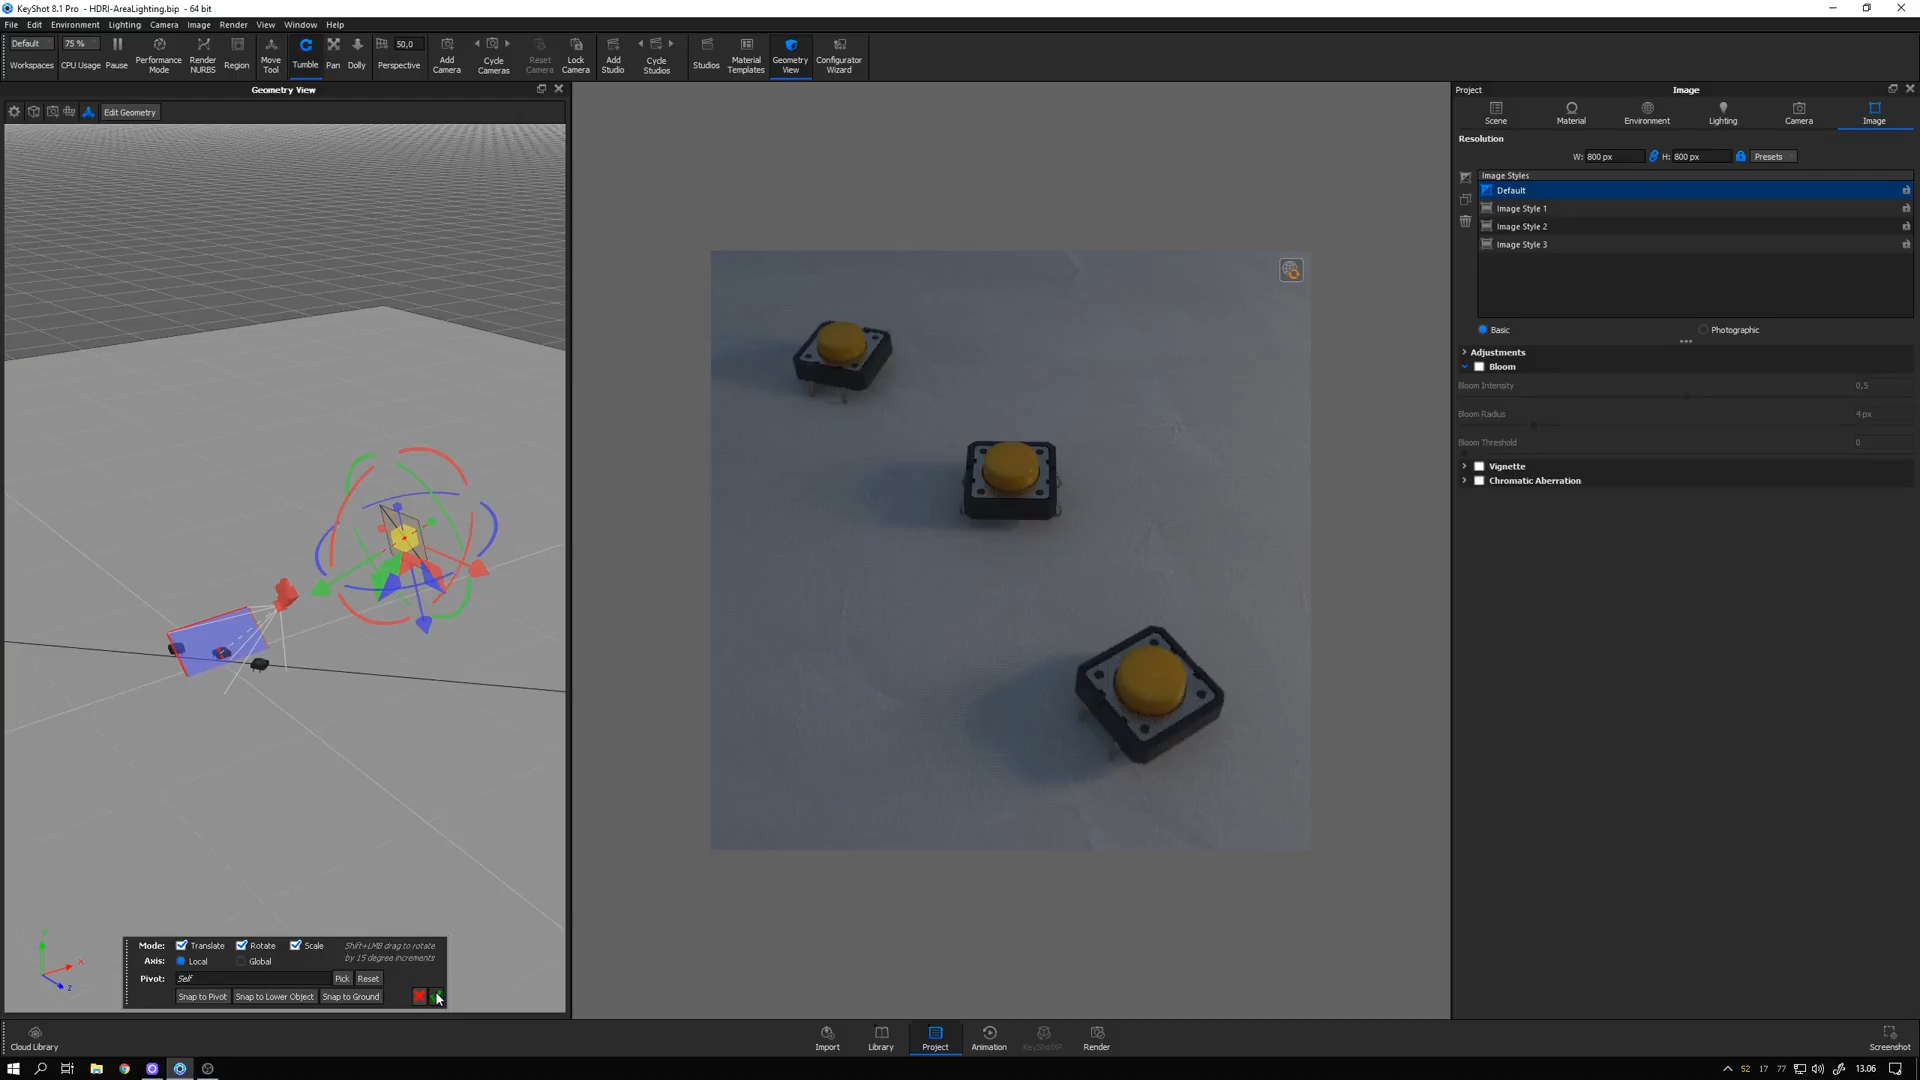 KeyShot 8.1 Pro - HDRI-AreaLighting.bip - 64 bit
File Edit Environment Lighting Camera Image Render View Window Help
Default
Workspaces
75 %
CPU Usage
Pause
Performance Mode
Render NURBS
Region
Move Tool
Tumble
Pan
Dolly
50,0
Perspective
Add Camera
Cycle Cameras
Reset Camera
Lock Camera
Add Studio
Cycle Studios
Studios
Material Templates
Geometry View
Configurator Wizard
Geometry View
Edit Geometry
X
Z
Mode: Translate Rotate Scale
Shift+LMB drag to rotate
by 15 degree increments
Axis: Local Global
Pivot: Self Pick Reset
Snap to Pivot Snap to Lower Object Snap to Ground
Project
Image
Scene Material Environment Lighting Camera Image
Resolution
W: 800 px H: 800 px Presets
Image Styles
Default
Image Style 1
Image Style 2
Image Style 3
Basic Photographic
Adjustments
Bloom
Bloom Intensity 0,5
Bloom Radius 4 px
Bloom Threshold 0
Vignette
Chromatic Aberration
Cloud Library
Import Library Project Animation KeyShotXR Render
Screenshot
52 17 77 13.06